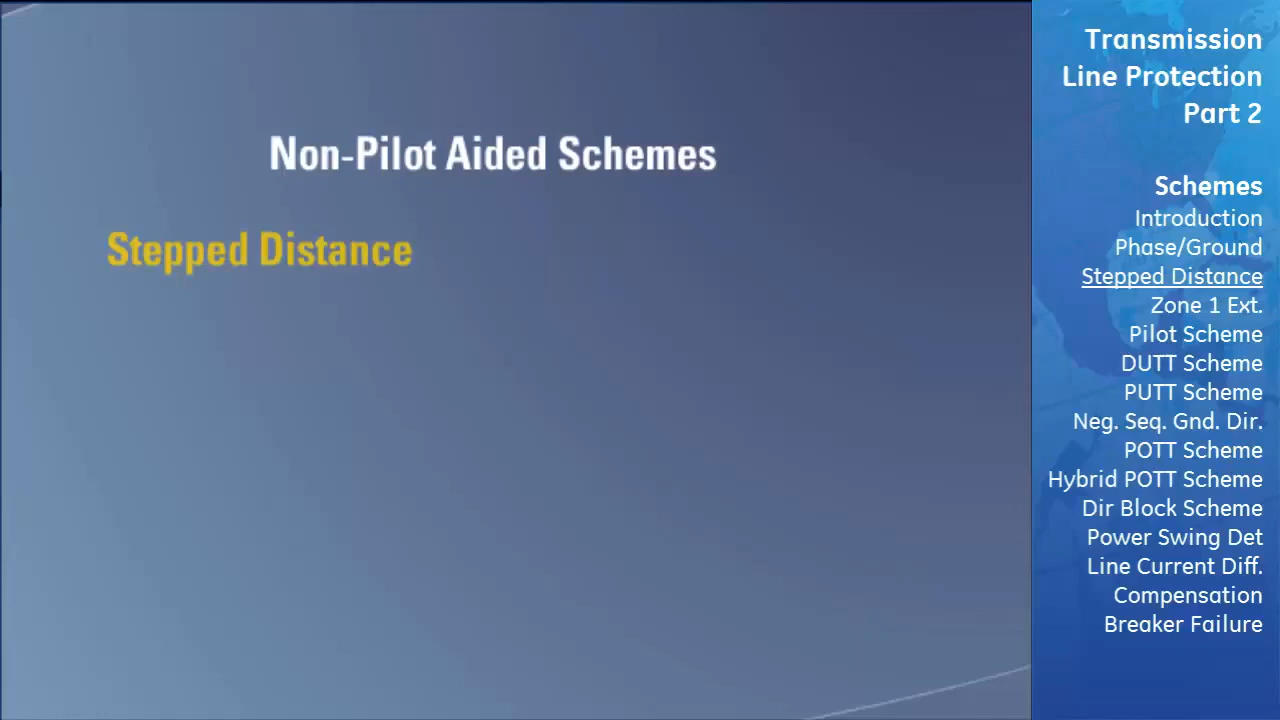 Non-Pilot Aided Schemes
Stepped Distance
Transmission
Line Protection
Part 2
Schemes
Introduction
Phase/Ground
Stepped Distance
Zone 1 Ext.
Pilot Scheme
DUTT Scheme
PUTT Scheme
Neg. Seq. Gnd. Dir.
POTT Scheme
Hybrid POTT Scheme
Dir Block Scheme
Power Swing Det
Line Current Diff.
Compensation
Breaker Failure